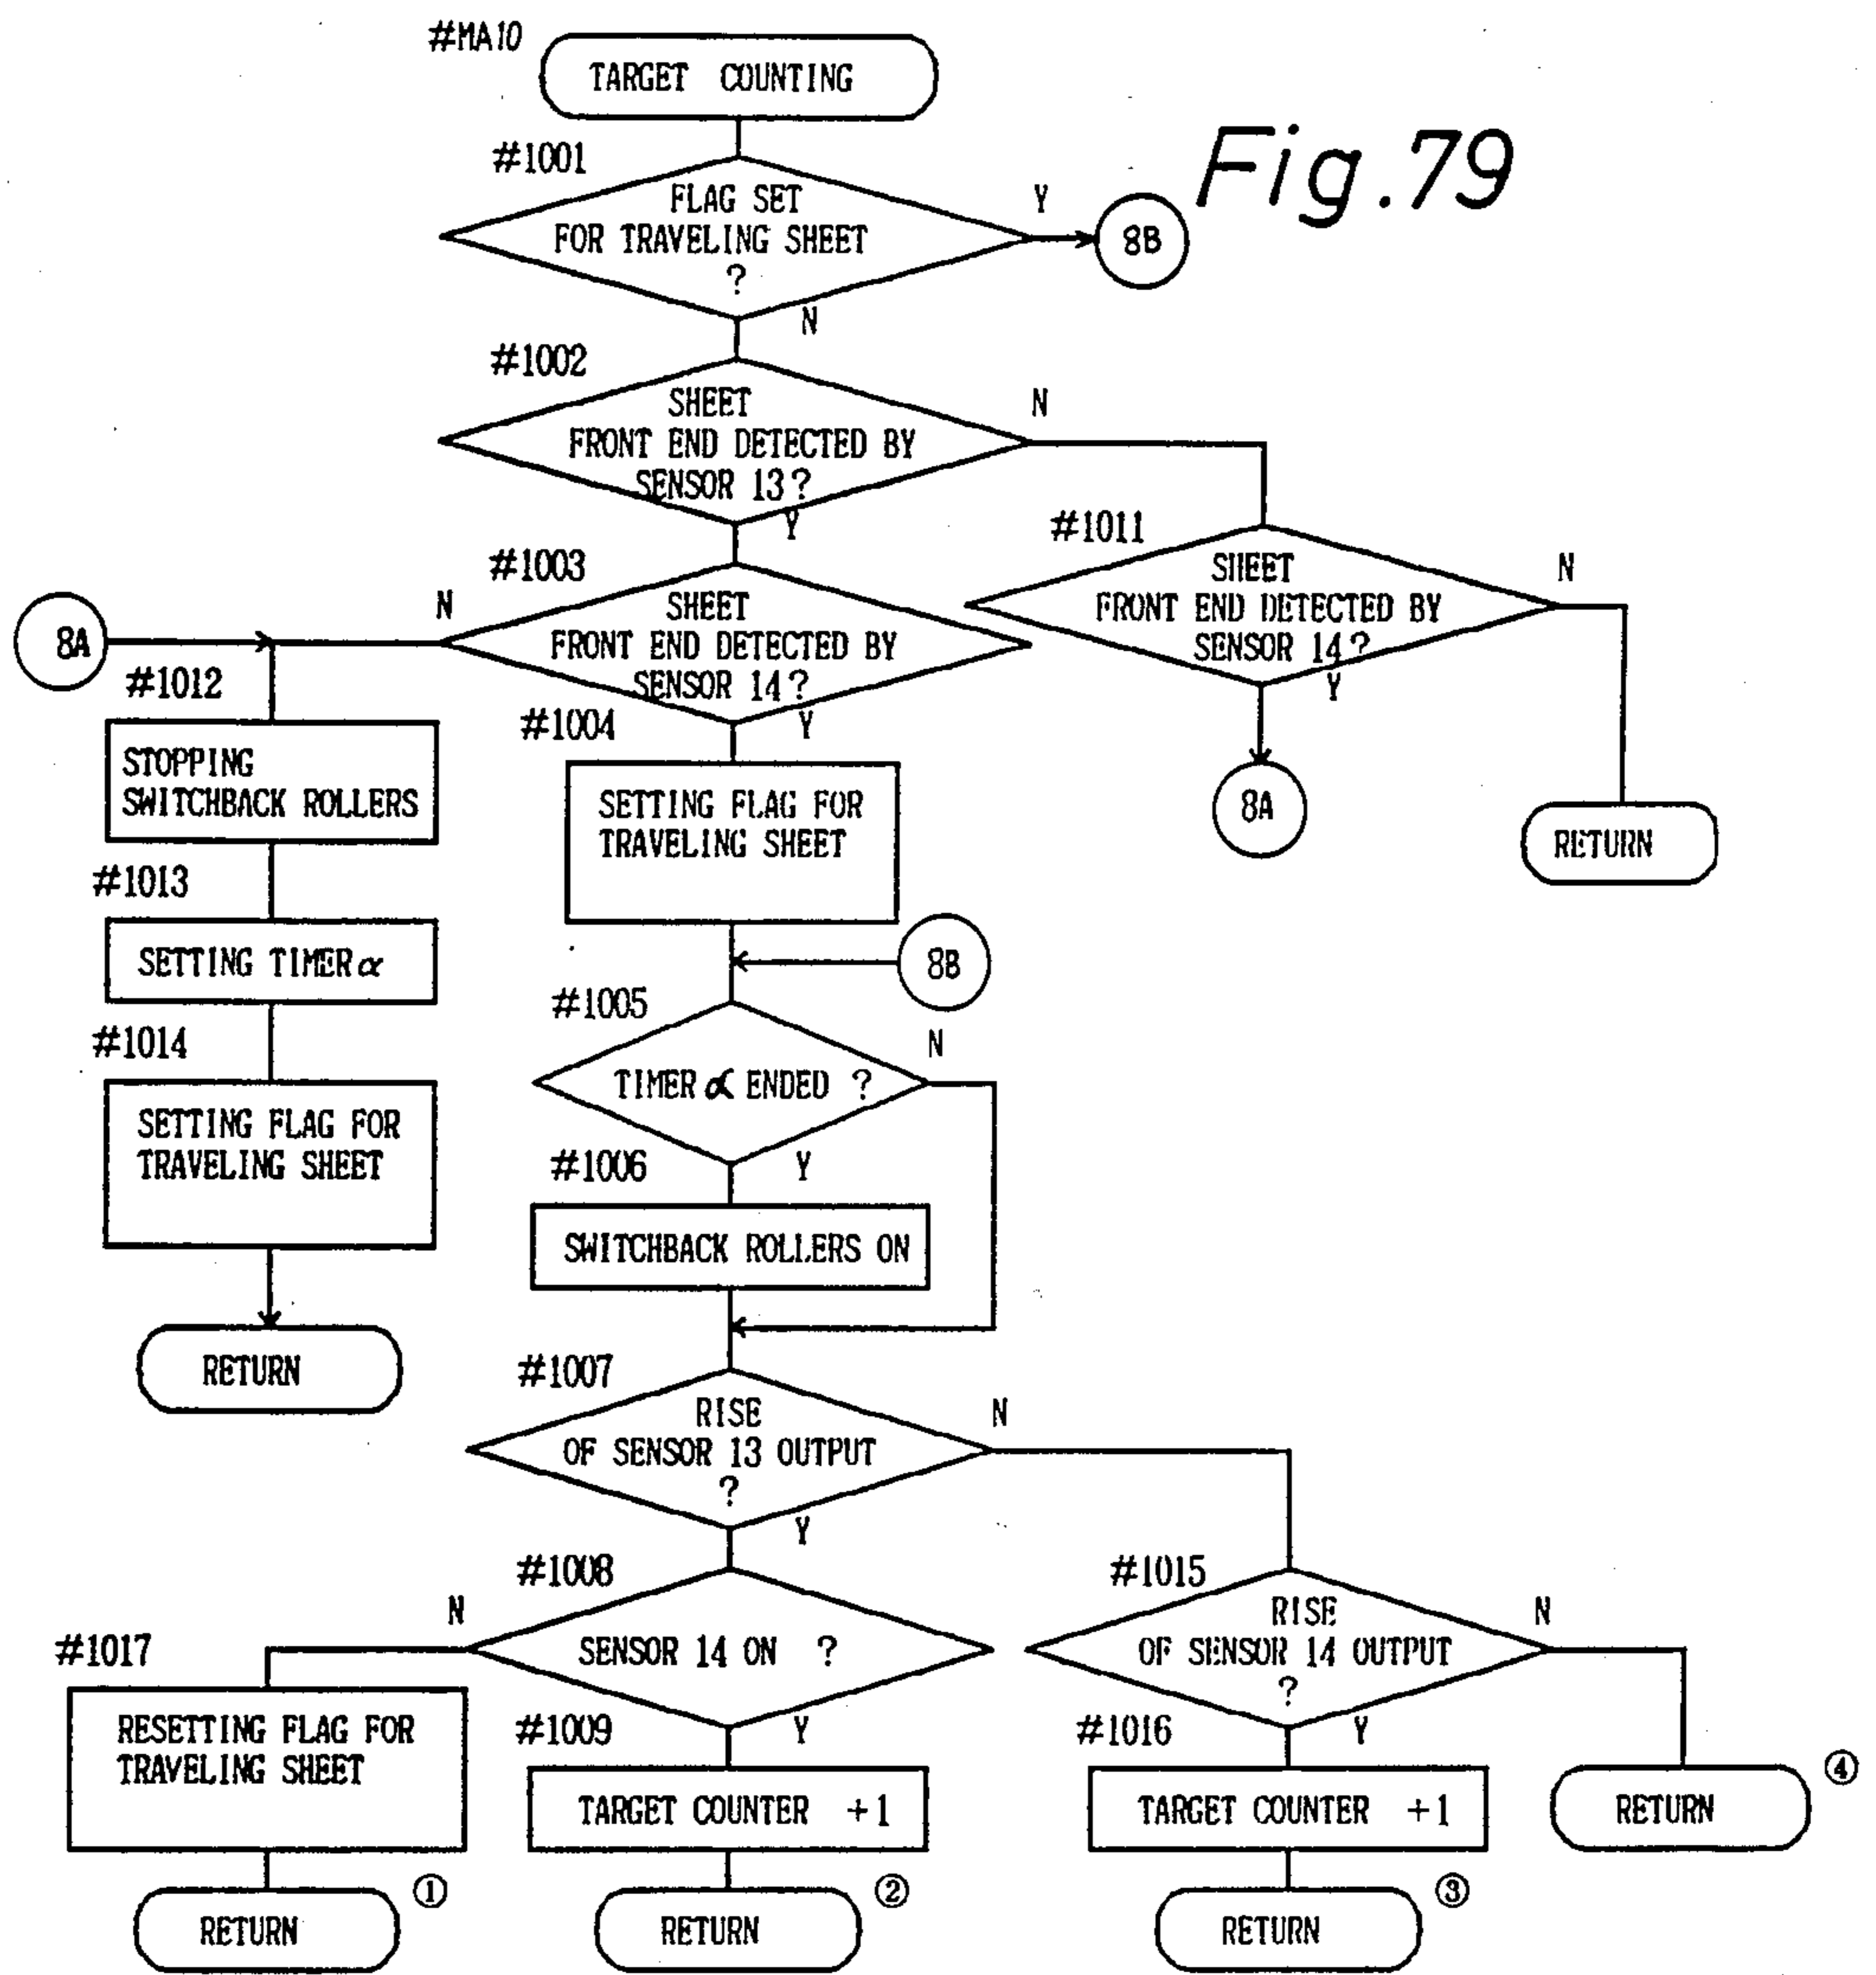 #MA10
TARGET COUNTING
Fig.79
#1001
FLAG SET
FOR TRAVELING SHEET
?
Y
8B
N
#1002
SHEET
FRONT END DETECTED BY
SENSOR 13?
N
Y
#1003
SHEET
FRONT END DETECTED BY
SENSOR 14?
N
Y
8A
#1011
SHEET
FRONT END DETECTED BY
SENSOR 14?
N
Y
8A
RETURN
#1012
STOPPING
SWITCHBACK ROLLERS
#1013
SETTING TIMER α
#1014
SETTING FLAG FOR
TRAVELING SHEET
RETURN
#1004
SETTING FLAG FOR
TRAVELING SHEET
8B
#1005
TIMER α ENDED ?
N
Y
#1006
SWITCHBACK ROLLERS ON
#1007
RISE
OF SENSOR 13 OUTPUT
?
N
Y
#1008
SENSOR 14 ON ?
N
Y
#1015
RISE
OF SENSOR 14 OUTPUT
?
N
Y
#1017
RESETTING FLAG FOR
TRAVELING SHEET
RETURN
①
#1009
TARGET COUNTER +1
RETURN
②
#1016
TARGET COUNTER +1
RETURN
③
RETURN
④